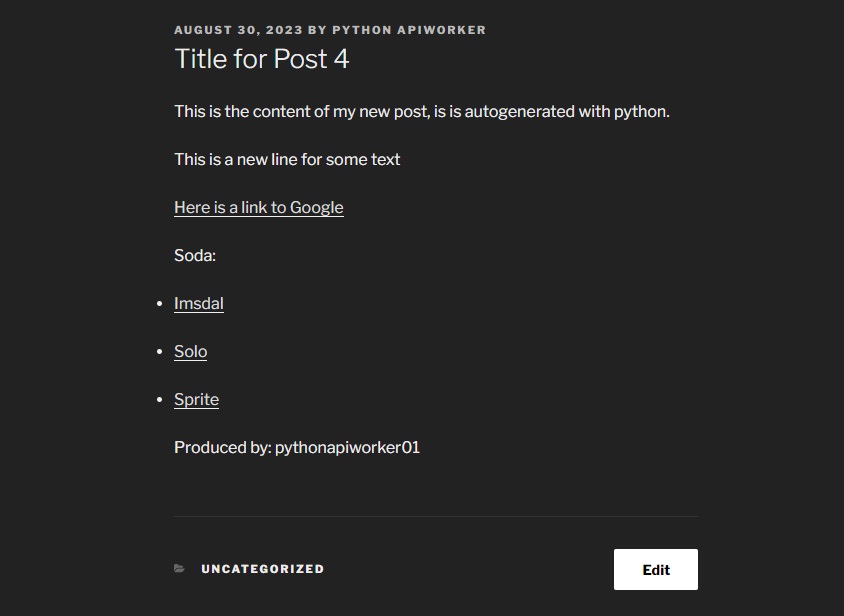 AUGUST 30, 2023 BY PYTHON APIWORKER
Title for Post 4
This is the content of my new post, is is autogenerated with python.
This is a new line for some text
Here is a link to Google
Soda:
• Imsdal
• Solo
• Sprite
Produced by: pythonapiworker01
UNCATEGORIZED
Edit